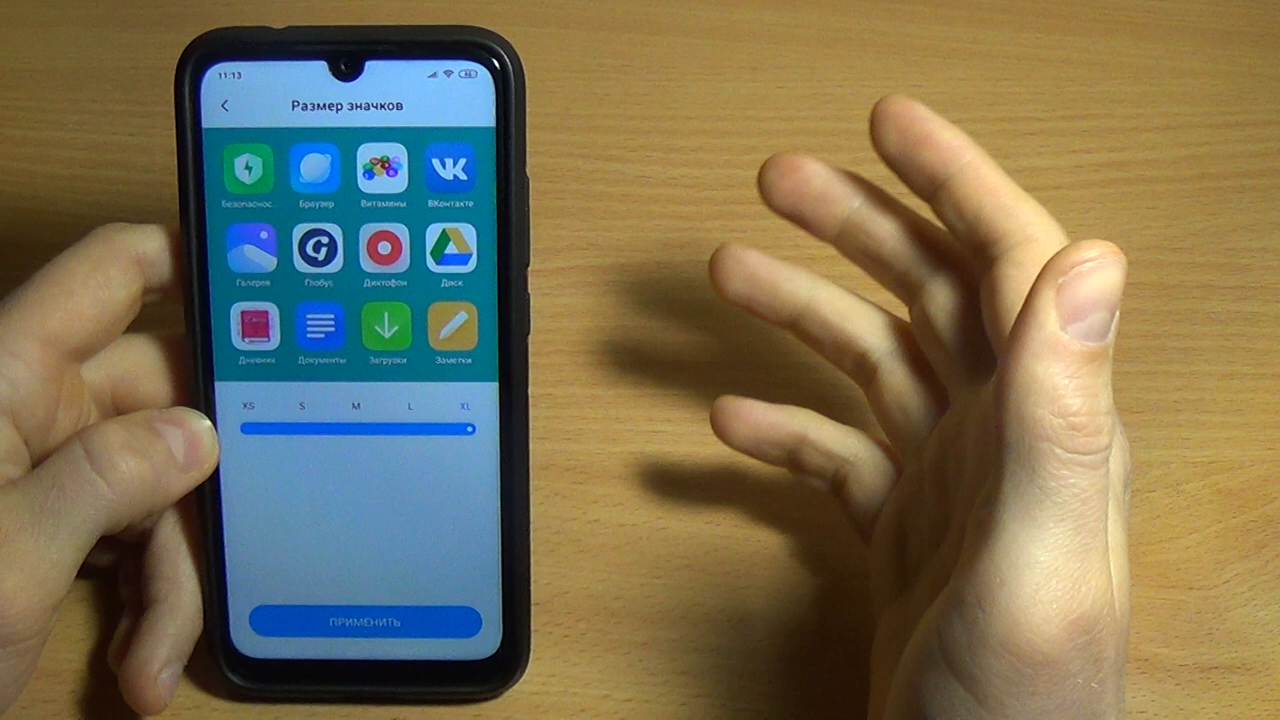 11:13
Размер значков
Безопаснос...
Браузер
Витамины
ВКонтакте
Галерея
Глобус
Диктофон
Диск
Дневник
Документы
Загрузки
Заметки
XS S M L XL
ПРИМЕНИТЬ